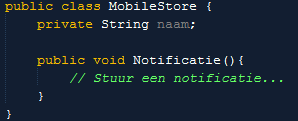 public class MobileStore {
    private String naam;

    public void Notificatie(){
        // Stuur een notificatie...
    }
}